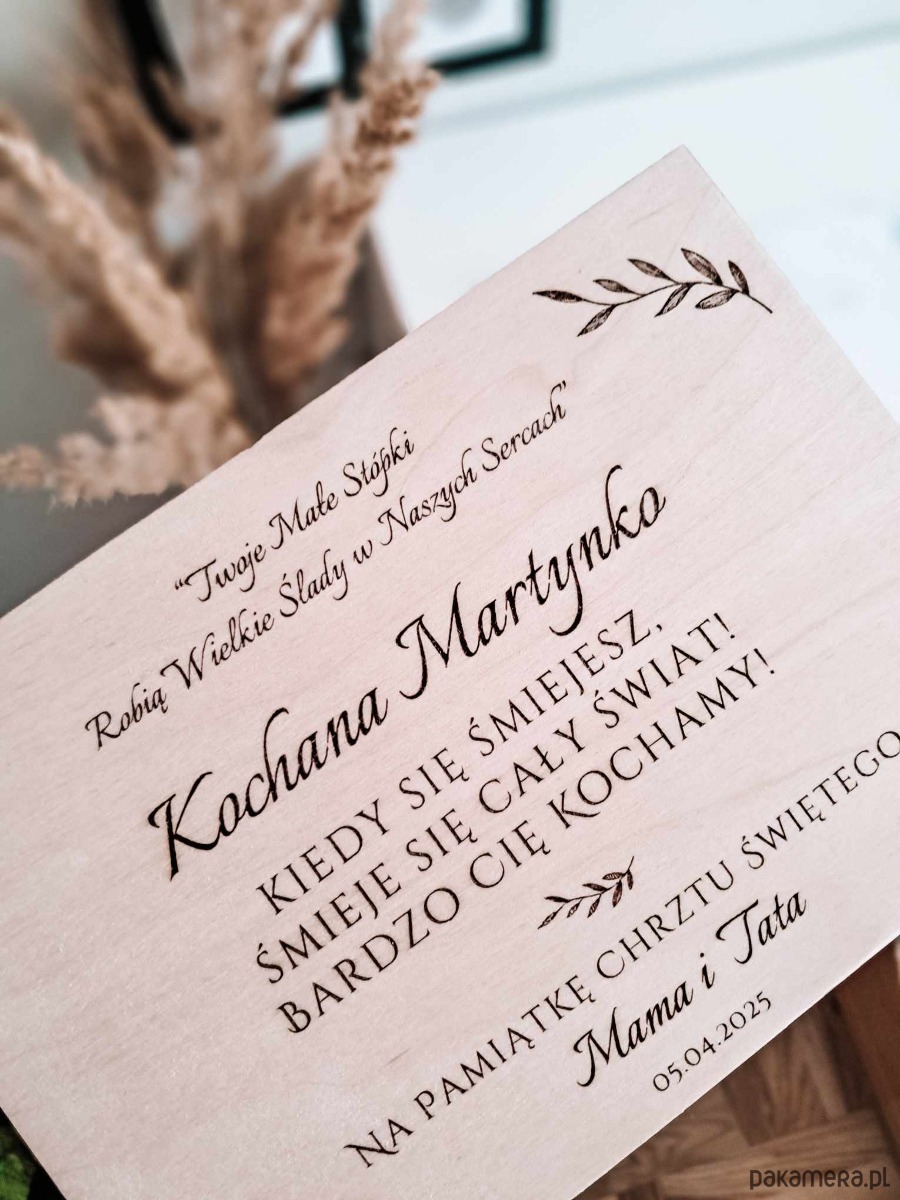 “Twoje Małe Stópki
Robią Wielkie Ślady w Naszych Sercach”
Kochana Martynko
KIEDY SIĘ ŚMIEJESZ,
ŚMIEJE SIĘ CAŁY ŚWIAT!
BARDZO CIĘ KOCHAMY!
NA PAMIĄTKĘ CHRZTU ŚWIĘTEGO
Mama i Tata
05.04.2025
pakamera.pl